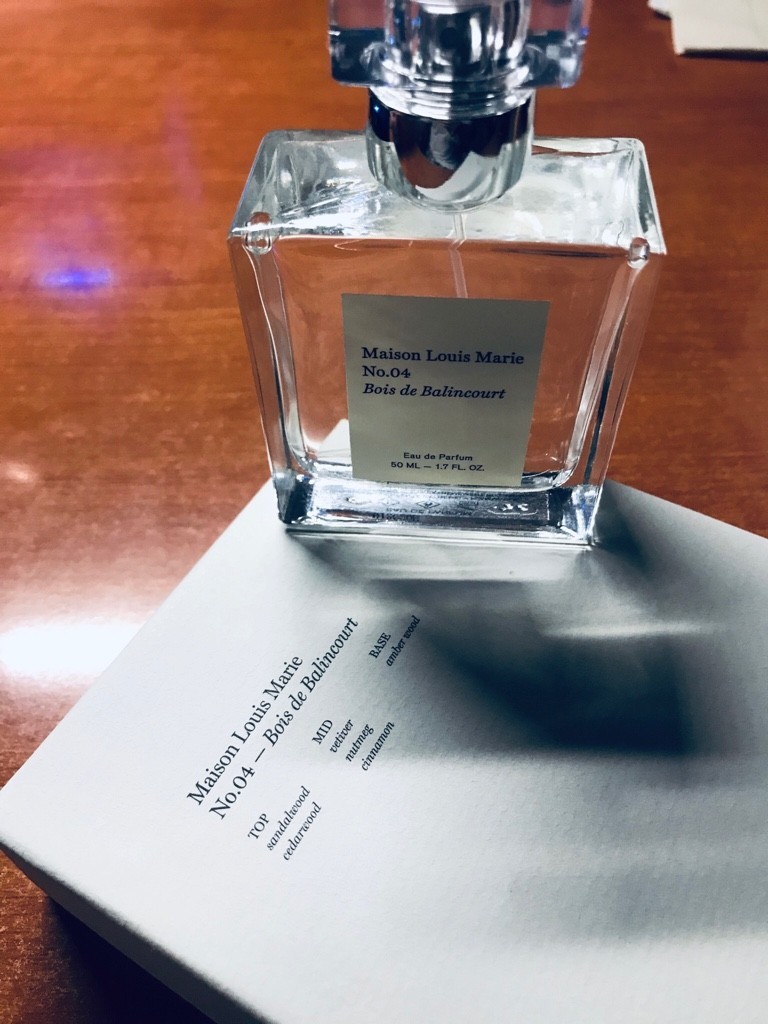 Maison Louis Marie
No.04
Bois de Balincourt
Eau de Parfum
50 ML — 1.7 FL. OZ.
Maison Louis Marie
No.04 — Bois de Balincourt
TOP
sandalwood
cedarwood
MID
vetiver
nutmeg
cinnamon
BASE
amber wood